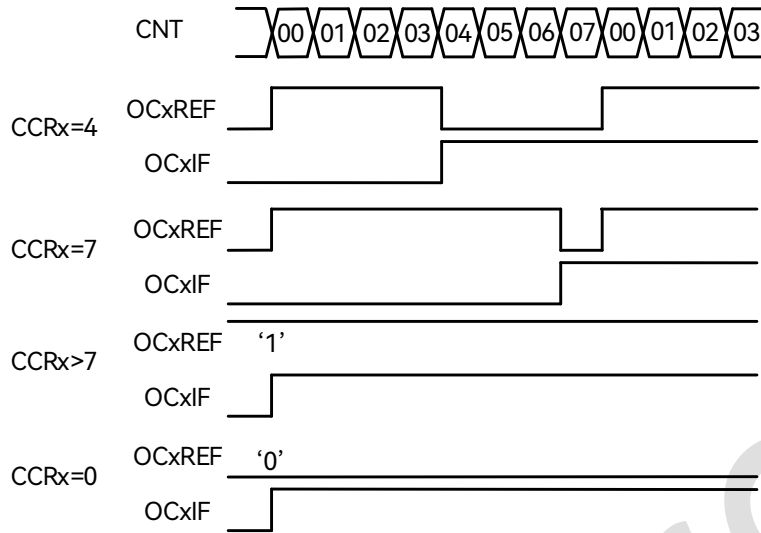 CNT 00 01 02 03 04 05 06 07 00 01 02 03
CCRx=4
OCxREF
OCxIF
CCRx=7
OCxREF
OCxIF
CCRx>7
OCxREF ‘1’
OCxIF
CCRx=0
OCxREF ‘0’
OCxIF